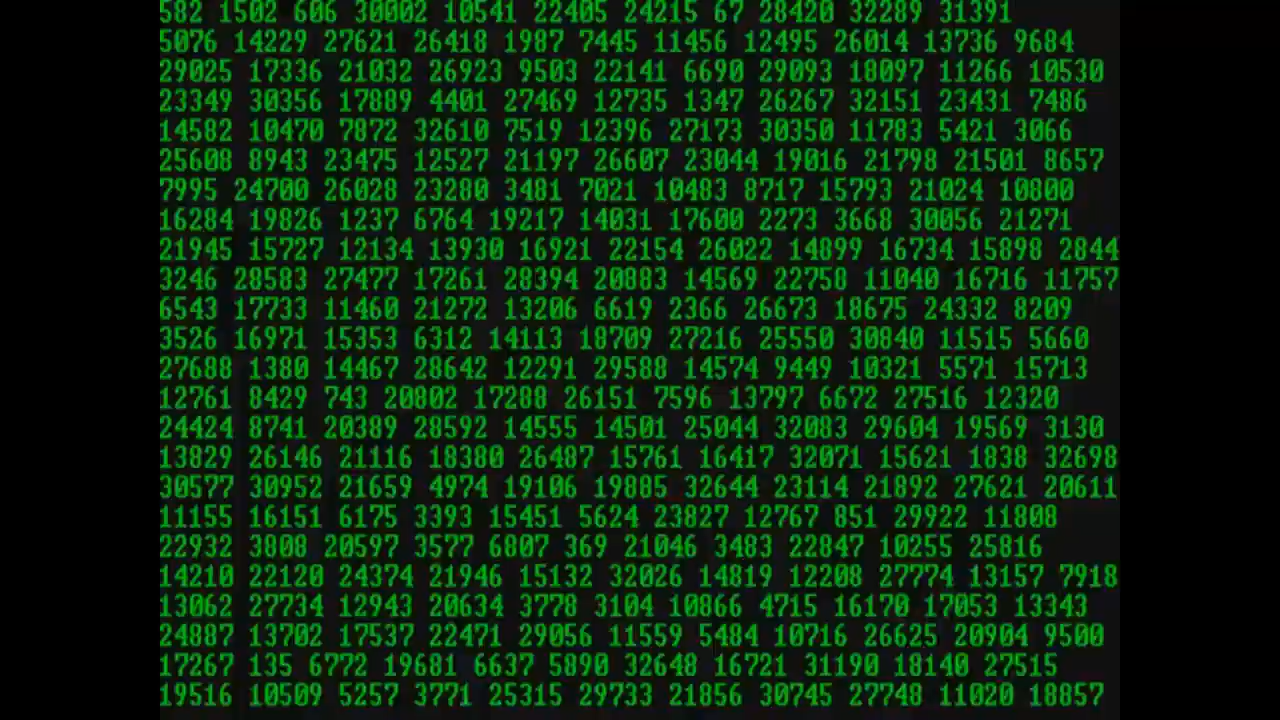 582 1502 606 30002 10541 22405 24215 67 28420 32289 31391
5076 14229 27621 26418 1987 7445 11456 12495 26014 13736 9684
29025 17336 21032 26923 9503 22141 6690 29093 18097 11266 10530
23349 30356 17889 4401 27469 12735 1347 26267 32151 23431 7486
14582 10470 7872 32610 7519 12396 27173 30350 11783 5421 3066
25608 8943 23475 12527 21197 26607 23044 19016 21798 21501 8657
7995 24700 26028 23280 3481 7021 10483 8717 15793 21024 10800
16284 19826 1237 6764 19217 14031 17600 2273 3668 30056 21271
21945 15727 12134 13930 16921 22154 26022 14899 16734 15898 2844
3246 28583 27477 17261 28394 20883 14569 22758 11040 16716 11757
6543 17733 11460 21272 13206 6619 2366 26673 18675 24332 8209
3526 16971 15353 6312 14113 18709 27216 25550 30840 11515 5660
27688 1380 14467 28642 12291 29588 14574 9449 10321 5571 15713
12761 8429 743 20802 17288 26151 7596 13797 6672 27516 12320
24424 8741 20389 28592 14555 14501 25044 32083 29604 19569 3130
13829 26146 21116 18380 26487 15761 16417 32071 15621 1838 32698
30577 30952 21659 4974 19106 19885 32644 23114 21892 27621 20611
11155 16151 6175 3393 15451 5624 23827 12767 851 29922 11808
22932 3808 20597 3577 6807 369 21046 3483 22847 10255 25816
14210 22120 24374 21946 15132 32026 14819 12208 27774 13157 7918
13062 27734 12943 20634 3778 3104 10866 4715 16170 17053 13343
24887 13702 17537 22471 29056 11559 5484 10716 26625 20904 9500
17267 135 6772 19681 6637 5890 32648 16721 31190 18140 27515
19516 10509 5257 3771 25315 29733 21856 30745 27748 11020 18857